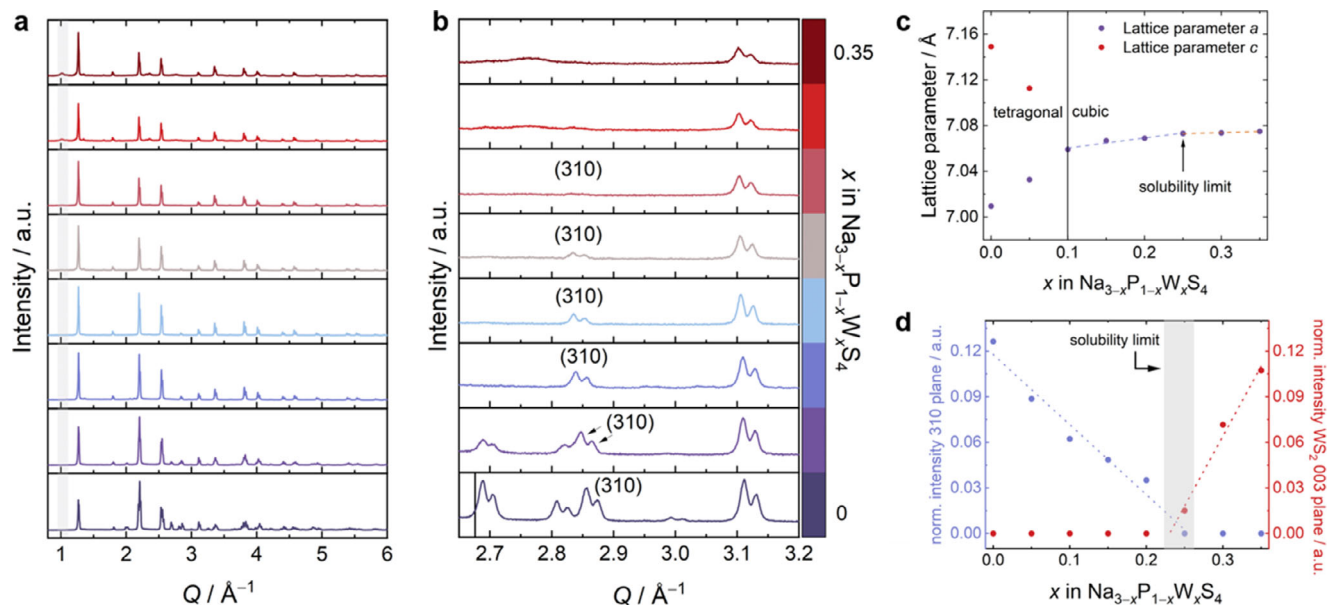 a
Intensity / a.u.
1 2 3 4 5 6
Q / Å⁻¹
b
Intensity / a.u.
(310)
(310)
(310)
(310)
(310)
(310)
2.7 2.8 2.9 3.0 3.1 3.2
Q / Å⁻¹
0.35
x in Na₃₋ₓP₁₋ₓWₓS₄
0
c
Lattice parameter / Å
7.16
7.12
7.08
7.04
7.00
Lattice parameter a
Lattice parameter c
tetragonal cubic
solubility limit
0.0 0.1 0.2 0.3
x in Na₃₋ₓP₁₋ₓWₓS₄
d
norm. intensity 310 plane / a.u.
0.12
0.09
0.06
0.03
0.00
solubility limit
0.12
0.09
0.06
0.03
0.00
norm. intensity WS₂ 003 plane / a.u.
0.0 0.1 0.2 0.3
x in Na₃₋ₓP₁₋ₓWₓS₄